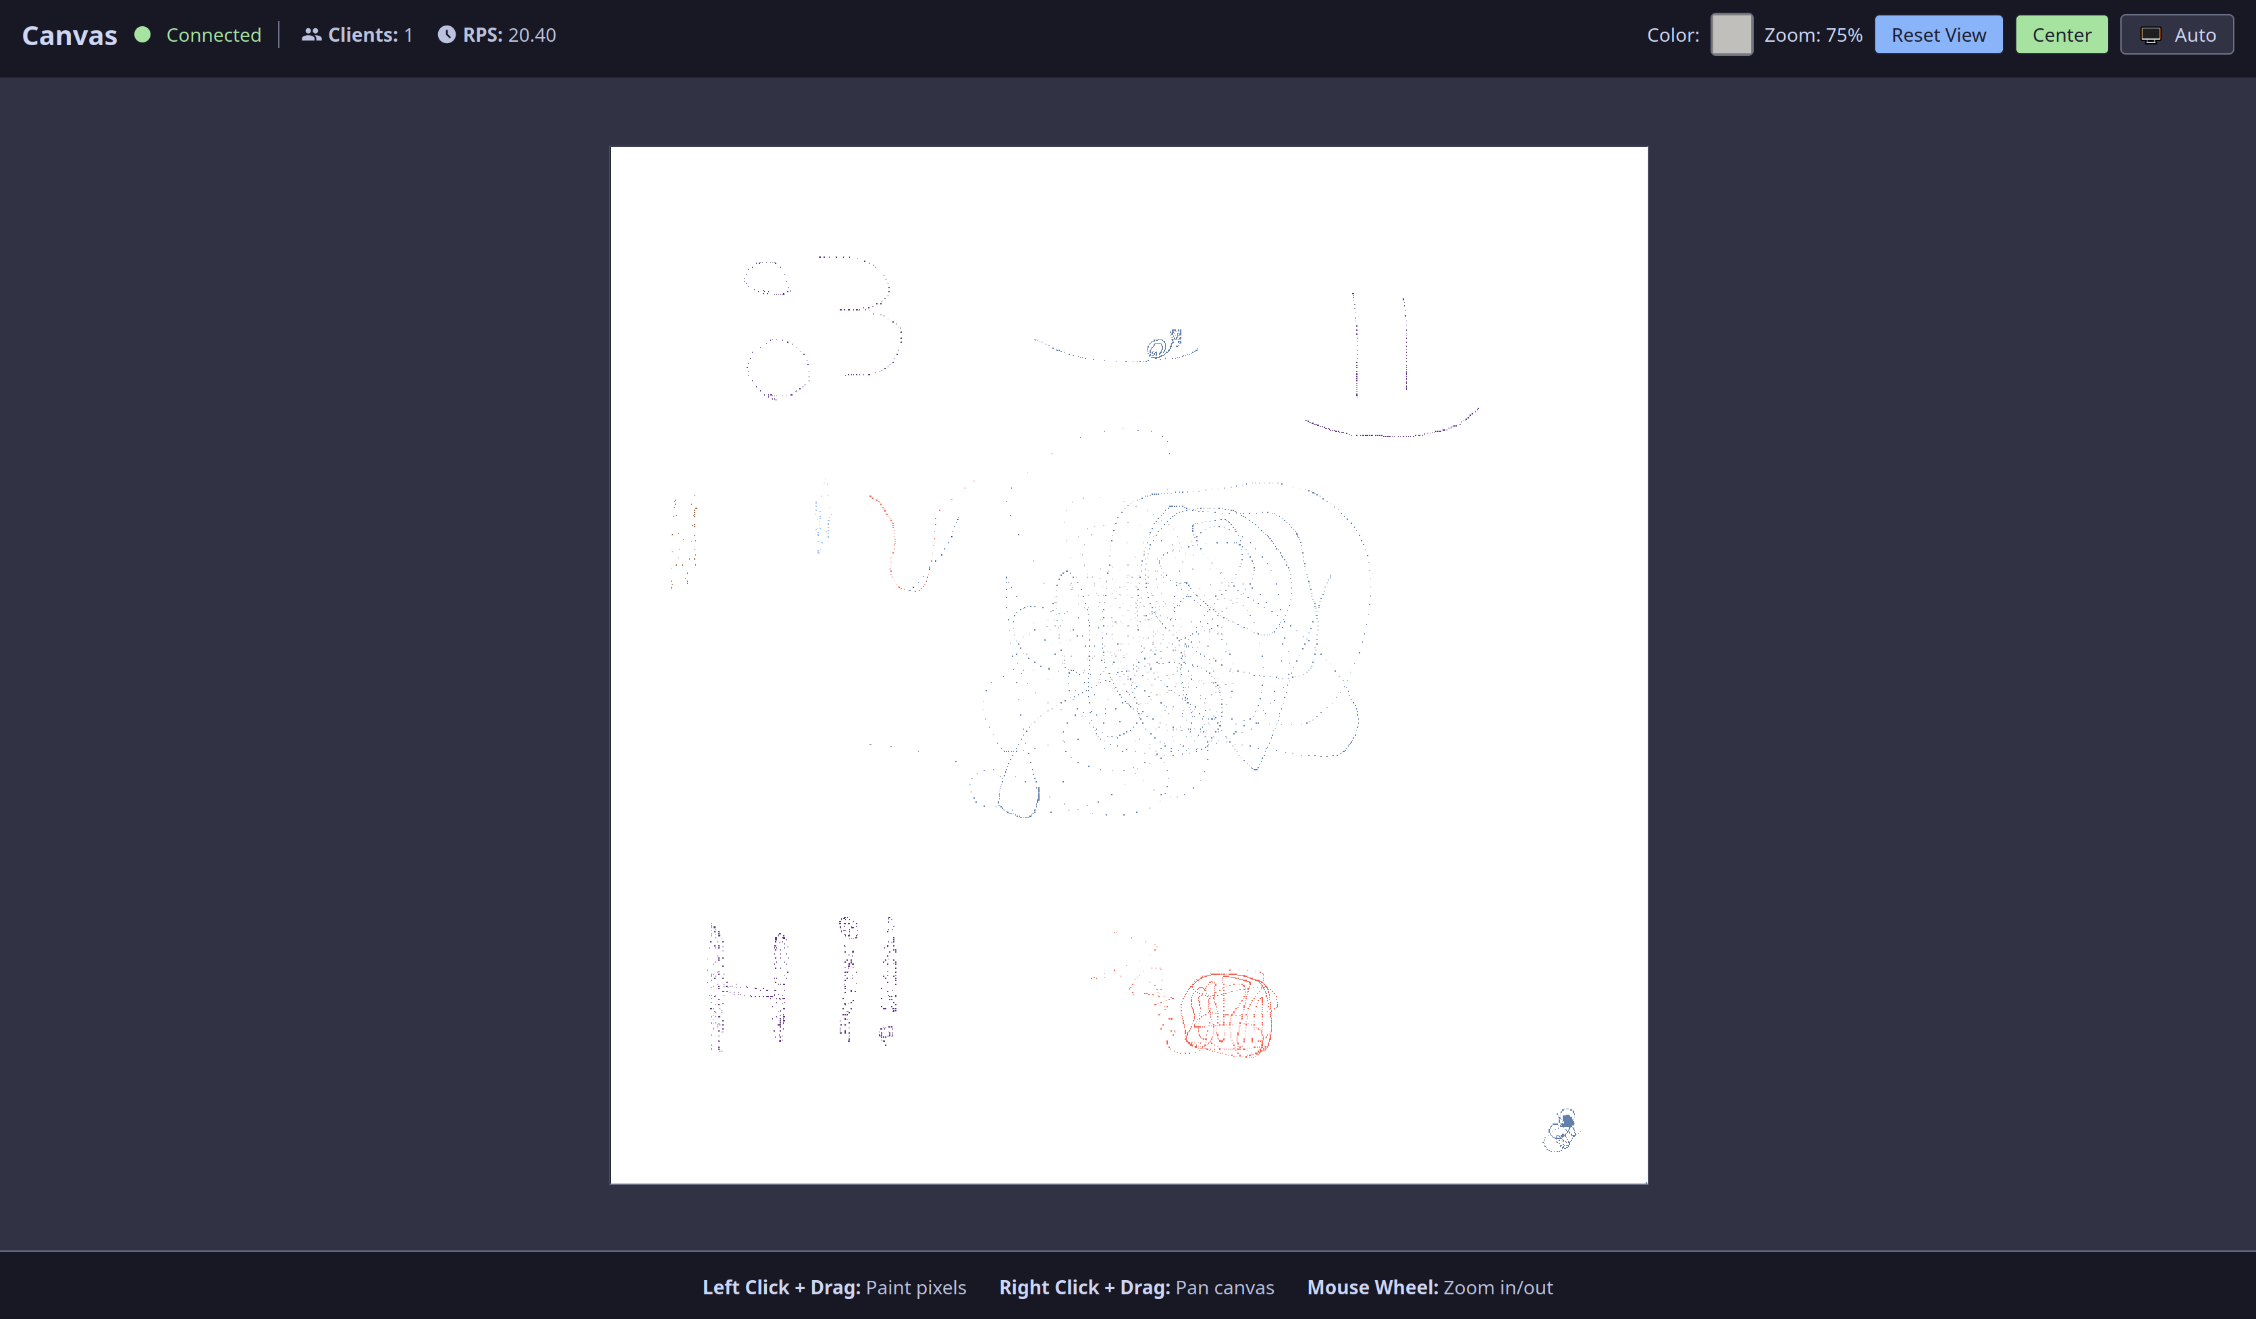 Canvas Connected Clients: 1 RPS: 20.40 Color: Zoom: 75% Reset View Center Auto
:3
HI!
Left Click + Drag: Paint pixels Right Click + Drag: Pan canvas Mouse Wheel: Zoom in/out